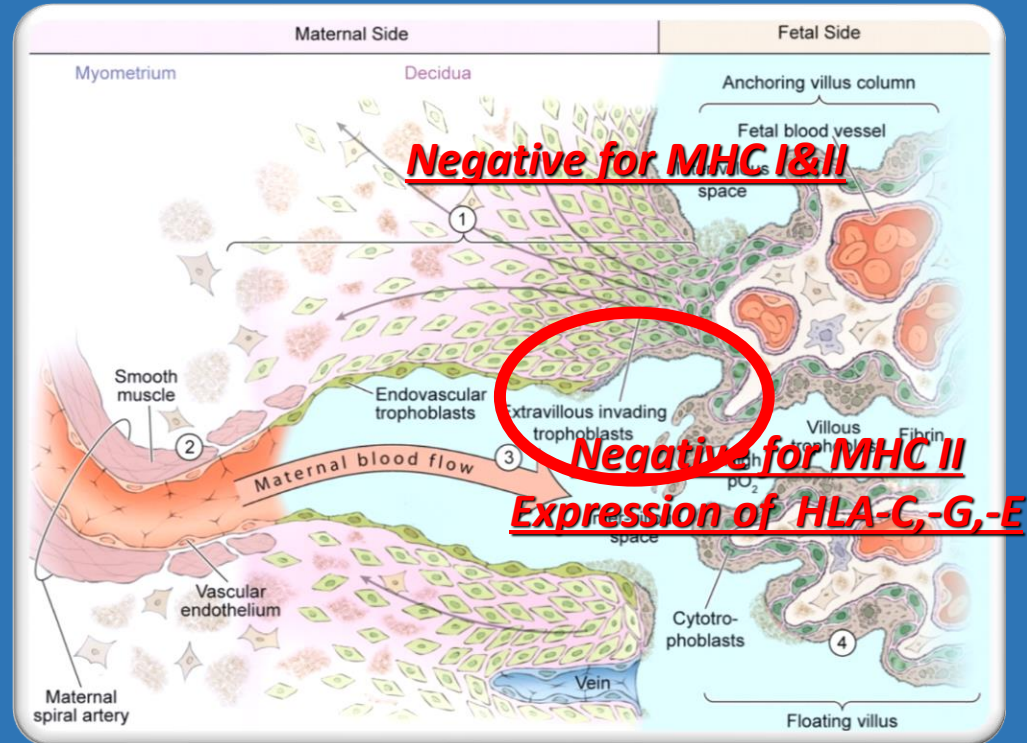 Maternal Side
Fetal Side
Myometrium
Decidua
Anchoring villus column
Fetal blood vessel
Negative for MHC I&II
space
1
Smooth
muscle
2
Endovascular
trophoblasts
Extravillous invading
trophoblasts
Villous
Fibrin
Maternal blood flow
3
Negative for MHC II
pO2
Expression of HLA-C,-G,-E
space
Vascular
endothelium
Cytotro-
phoblasts
4
Vein
Maternal
spiral artery
Floating villus